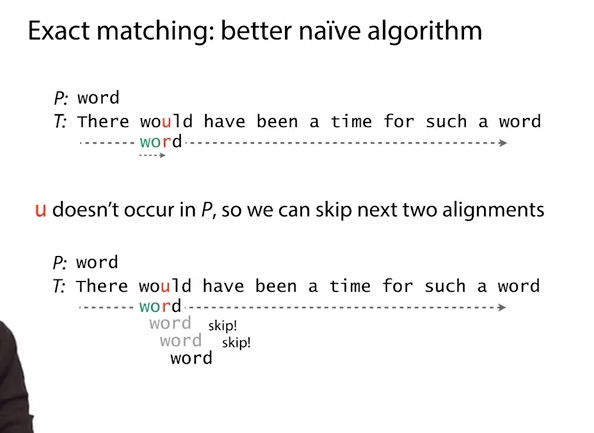 Exact matching: better naïve algorithm
P: word
T: There would have been a time for such a word
word
u doesn't occur in P, so we can skip next two alignments
P: word
T: There would have been a time for such a word
word
word skip!
word skip!
word